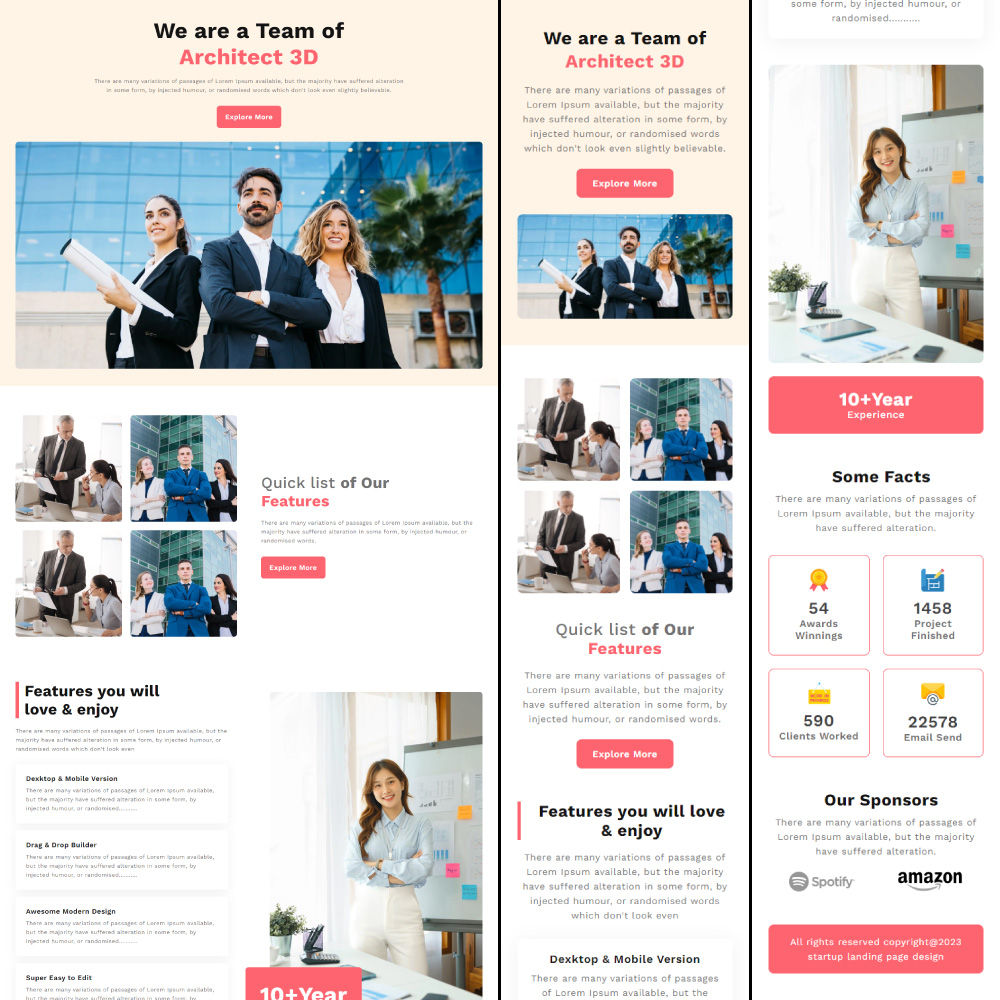 We are a Team of
Architect 3D
There are many variations of passages of Lorem Ipsum available, but the majority have suffered alteration
in some form, by injected humour, or randomised words which don't look even slightly believable.
Explore More
Quick list of Our
Features
There are many variations of passages of Lorem Ipsum available, but the
majority have suffered alteration in some form, by injected humour, or
randomised words.
Explore More
Features you will
love & enjoy
There are many variations of passages of Lorem Ipsum available, but the
majority have suffered alteration in some form, by injected humour, or
randomised words which don't look even
Dexktop & Mobile Version
There are many variations of passages of Lorem Ipsum available,
but the majority have suffered alteration in some form, by
injected humour, or randomised...........
Drag & Drop Builder
There are many variations of passages of Lorem Ipsum available,
but the majority have suffered alteration in some form, by
injected humour, or randomised...........
Awesome Modern Design
There are many variations of passages of Lorem Ipsum available,
but the majority have suffered alteration in some form, by
injected humour, or randomised...........
Super Easy to Edit
There are many variations of passages of Lorem Ipsum available,
10+Year
We are a Team of
Architect 3D
There are many variations of passages of
Lorem Ipsum available, but the majority
have suffered alteration in some form, by
injected humour, or randomised words
which don't look even slightly believable.
Explore More
Quick list of Our
Features
There are many variations of passages of
Lorem Ipsum available, but the majority
have suffered alteration in some form, by
injected humour, or randomised words.
Explore More
Features you will love
& enjoy
There are many variations of passages of
Lorem Ipsum available, but the majority
have suffered alteration in some form, by
injected humour, or randomised words
which don't look even
Dexktop & Mobile Version
There are many variations of passages
of Lorem Ipsum available, but the
some form, by injected humour, or
randomised...........
10+Year
Experience
Some Facts
There are many variations of passages of
Lorem Ipsum available, but the majority
have suffered alteration.
54
Awards
Winnings
1458
Project
Finished
590
Clients Worked
22578
Email Send
Our Sponsors
There are many variations of passages of
Lorem Ipsum available, but the majority
have suffered alteration.
Spotify
amazon
All rights reserved copyright@2023
startup landing page design